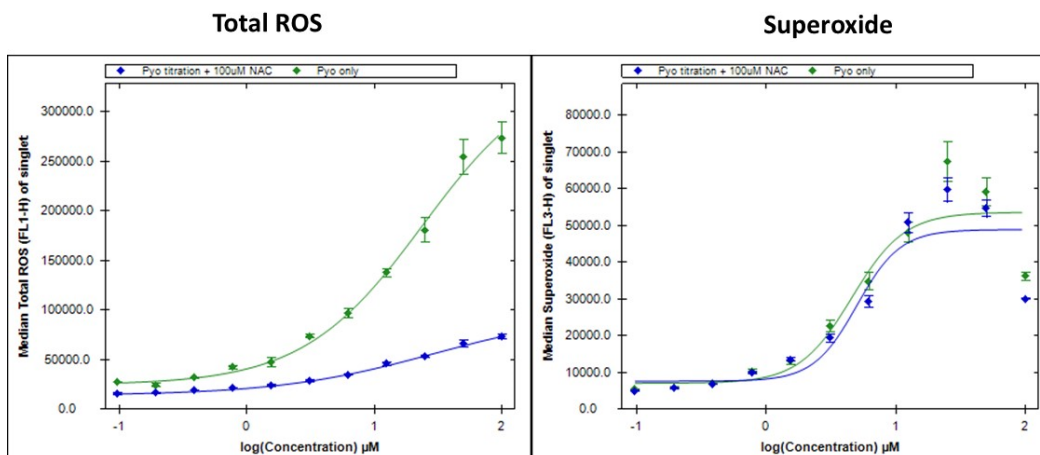 Total ROS
Pyo titration + 100uM NAC Pyo only
Median Total ROS (FL1-H) of singlet
300000.0
250000.0
200000.0
150000.0
100000.0
50000.0
0.0
-1 0 1 2
log(Concentration) µM
Superoxide
Pyo titration + 100uM NAC Pyo only
Median Superoxide (FL3-H) of singlet
80000.0
70000.0
60000.0
50000.0
40000.0
30000.0
20000.0
10000.0
0.0
-1 0 1 2
log(Concentration) µM